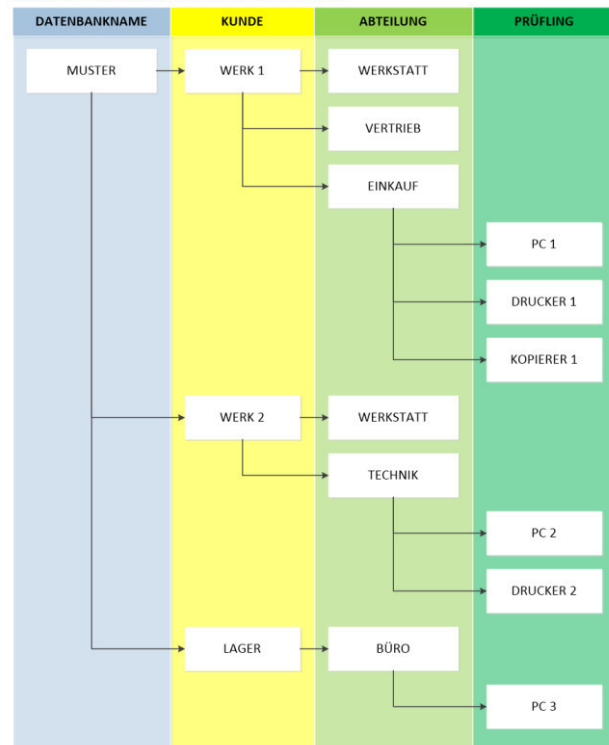 DATENBANKNAME KUNDE ABTEILUNG PRÜFLING
MUSTER WERK 1 WERKSTATT
VERTRIEB
EINKAUF
PC 1
DRUCKER 1
KOPIERER 1
WERK 2 WERKSTATT
TECHNIK
PC 2
DRUCKER 2
LAGER BÜRO
PC 3